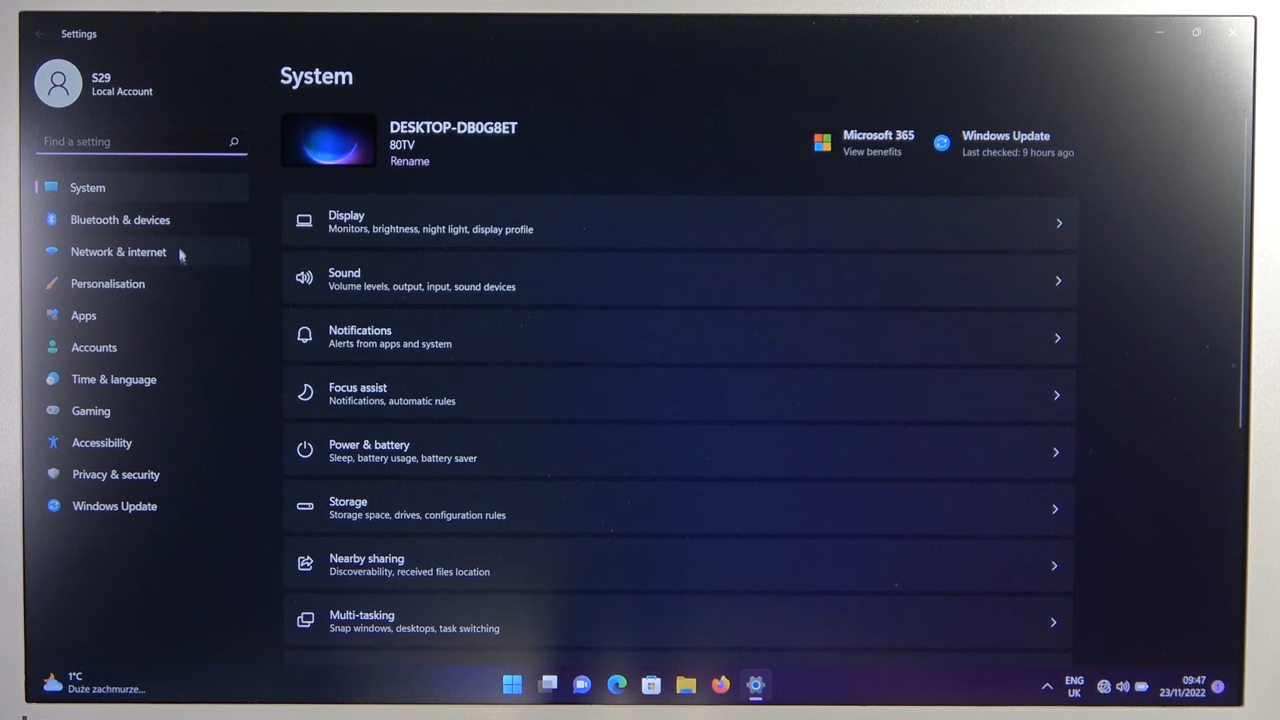 Settings
S29
Local Account
Find a setting
System
Bluetooth & devices
Network & internet
Personalisation
Apps
Accounts
Time & language
Gaming
Accessibility
Privacy & security
Windows Update
System
DESKTOP-DB0G8ET
80TV
Rename
Microsoft 365
View benefits
Windows Update
Last checked: 9 hours ago
Display
Monitors, brightness, night light, display profile
Sound
Volume levels, output, input, sound devices
Notifications
Alerts from apps and system
Focus assist
Notifications, automatic rules
Power & battery
Sleep, battery usage, battery saver
Storage
Storage space, drives, configuration rules
Nearby sharing
Discoverability, received files location
Multi-tasking
Snap windows, desktops, task switching
1°C
Duże zachmurze...
ENG
UK
09:47
23/11/2022
1